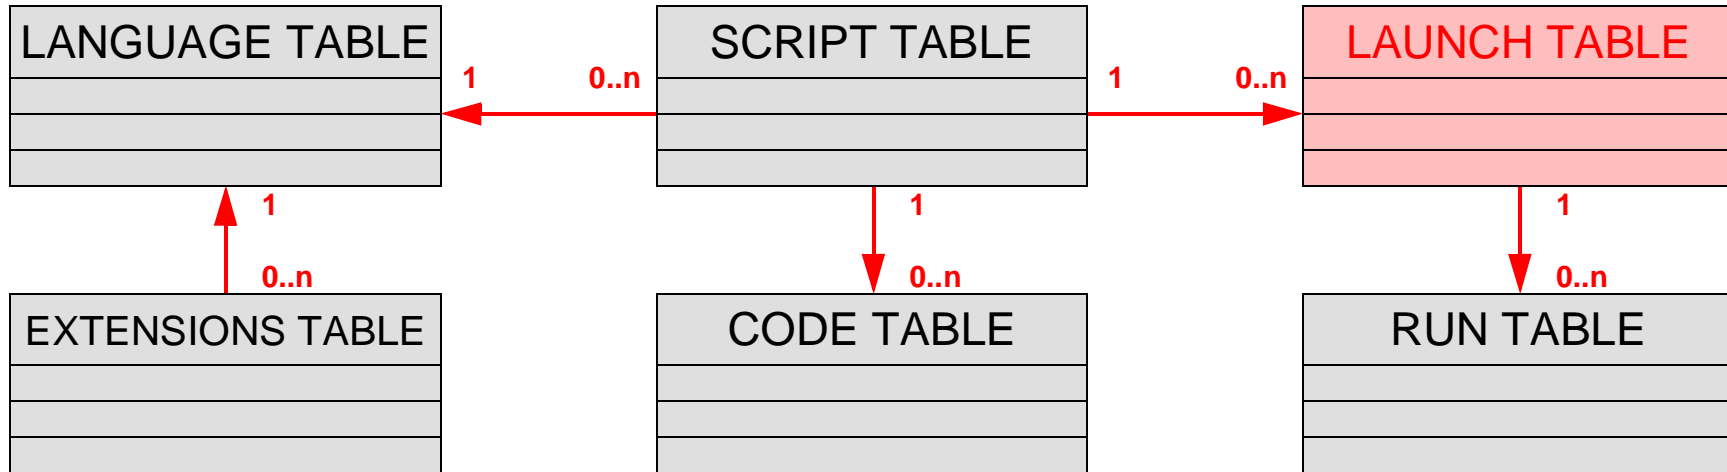 LANGUAGE TABLE
SCRIPT TABLE
LAUNCH TABLE
1 0..n
1 0..n
1
0..n
1
0..n
1
0..n
EXTENSIONS TABLE
CODE TABLE
RUN TABLE